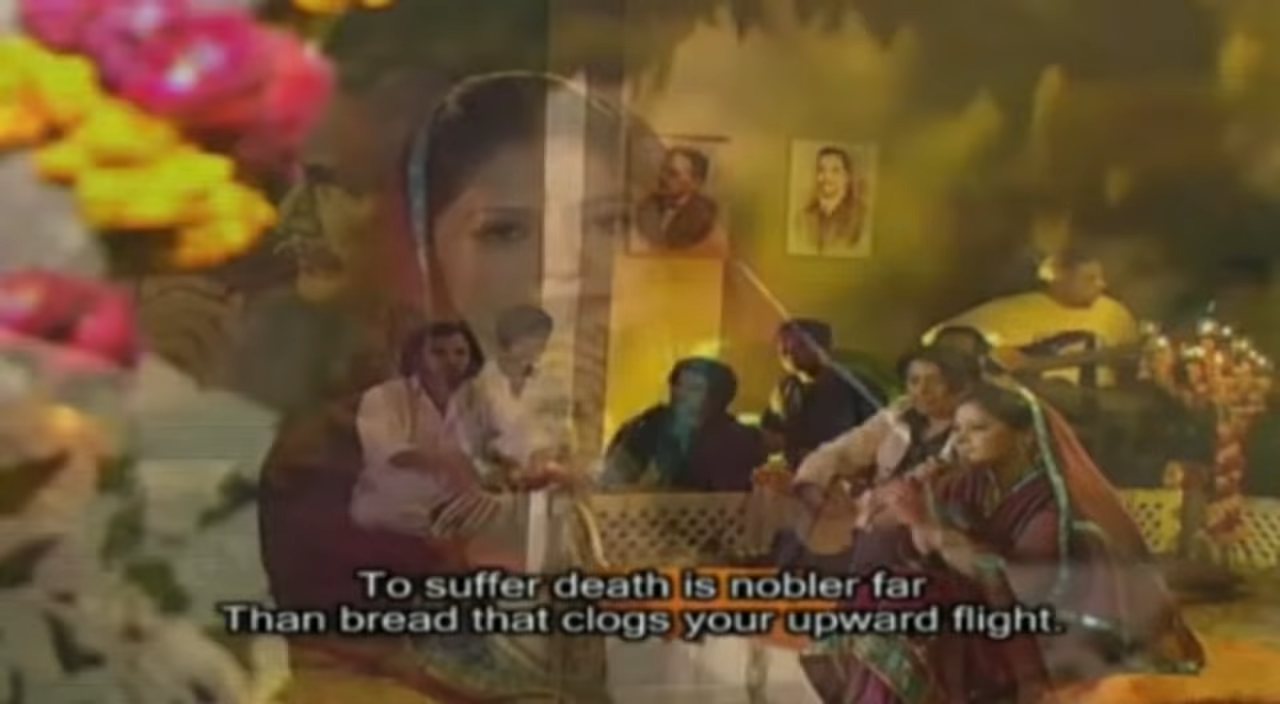 To suffer death is nobler far
Than bread that clogs your upward flight.